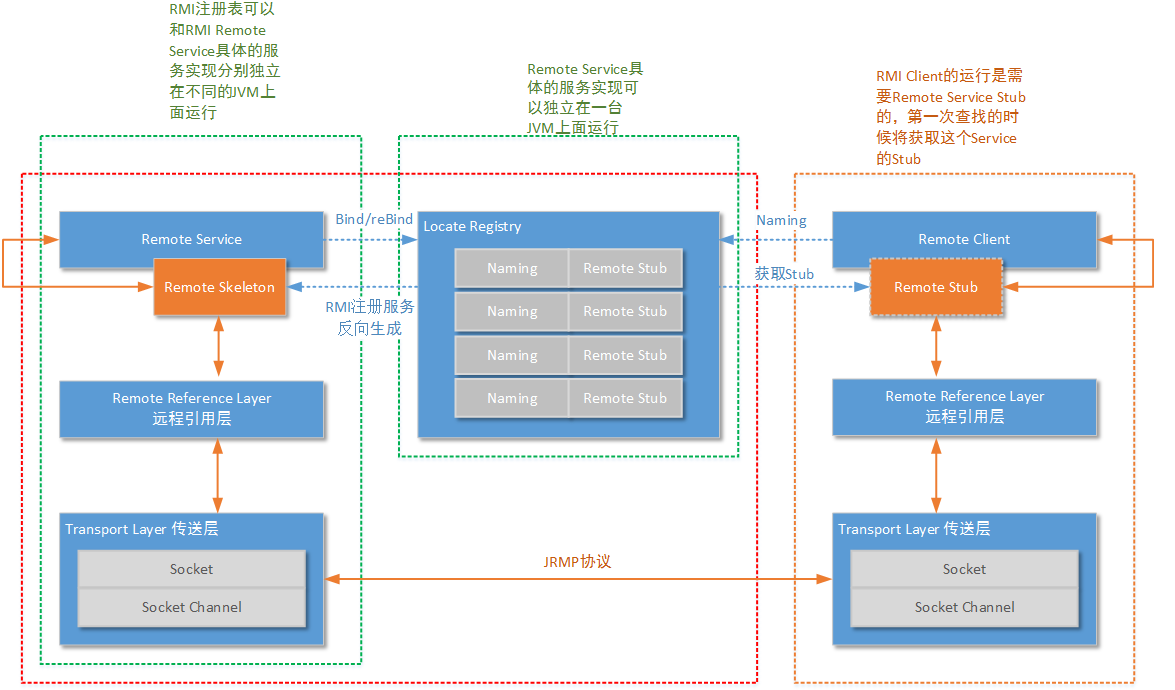 RMI注册表可以
和RMI Remote
Service具体的服
务实现分别独立
在不同的JVM上
面运行
Remote Service具
体的服务实现可
以独立在一台
JVM上面运行
RMI Client的运行是需
要Remote Service Stub
的，第一次查找的时
候将获取这个Service
的Stub
Remote Service
Remote Skeleton
Bind/reBind
RMI注册服务
反向生成
Locate Registry
Naming Remote Stub
Naming Remote Stub
Naming Remote Stub
Naming Remote Stub
Naming
获取Stub
Remote Client
Remote Stub
Remote Reference Layer
远程引用层
Remote Reference Layer
远程引用层
Transport Layer 传送层
Socket
Socket Channel
JRMP协议
Transport Layer 传送层
Socket
Socket Channel